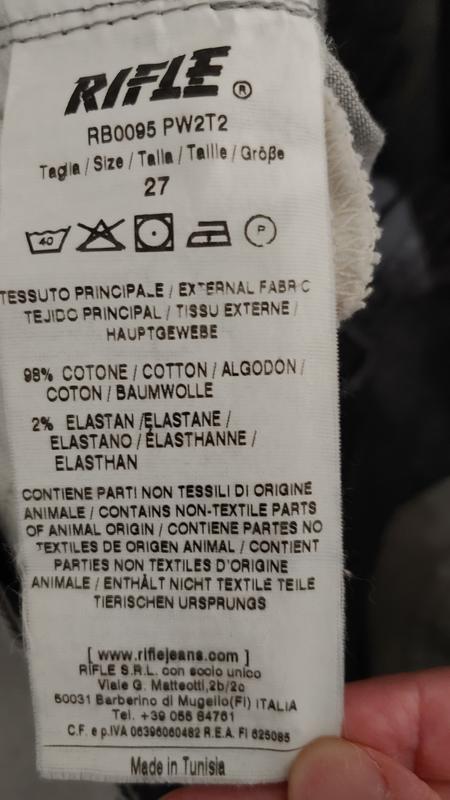 RIFLE ®
RB0095 PW2T2
Taglia / Size / Talla / Taille / Größe
27
40 P
TESSUTO PRINCIPALE / EXTERNAL FABRIC
TEJIDO PRINCIPAL / TISSU EXTERNE /
HAUPTGEWEBE
98% COTONE / COTTON / ALGODÓN /
COTON / BAUMWOLLE
2% ELASTAN /ELASTANE /
ELASTANO / ÉLASTHANNE /
ELASTHAN
CONTIENE PARTI NON TESSILI DI ORIGINE
ANIMALE / CONTAINS NON-TEXTILE PARTS
OF ANIMAL ORIGIN / CONTIENE PARTES NO
TEXTILES DE ORIGEN ANIMAL / CONTIENT
PARTIES NON TEXTILES D'ORIGINE
ANIMALE / ENTHÄLT NICHT TEXTILE TEILE
TIERISCHEN URSPRUNGS
[ www.riflejeans.com ]
RIFLE S.R.L. con socio unico
Viale G. Matteotti,2b/2c
50031 Barberino di Mugello(FI) ITALIA
Tel. +39 055 84761
C.F. e p.IVA 06396060482 R.E.A. FI 625085
Made in Tunisia